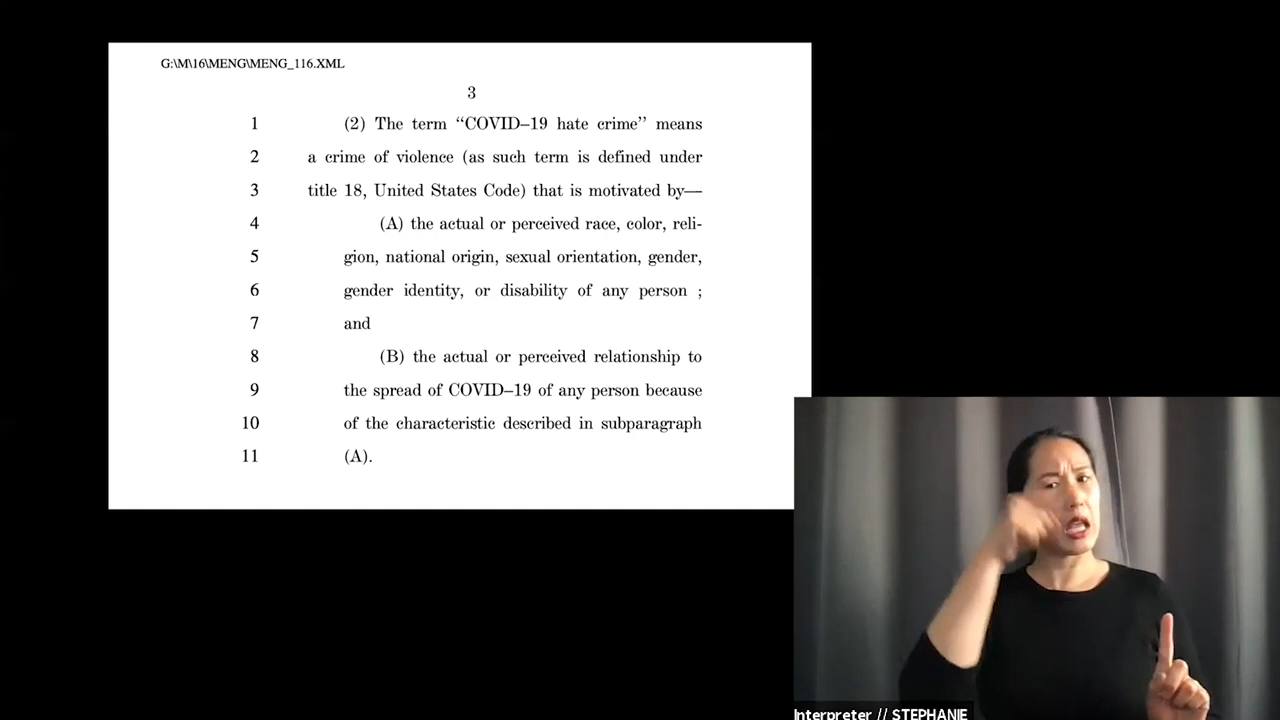 G:\M\16\MENG\MENG_116.XML
3
1 (2) The term “COVID–19 hate crime” means
2 a crime of violence (as such term is defined under
3 title 18, United States Code) that is motivated by—
4 (A) the actual or perceived race, color, reli-
5 gion, national origin, sexual orientation, gender,
6 gender identity, or disability of any person ;
7 and
8 (B) the actual or perceived relationship to
9 the spread of COVID–19 of any person because
10 of the characteristic described in subparagraph
11 (A).
Interpreter // STEPHANIE